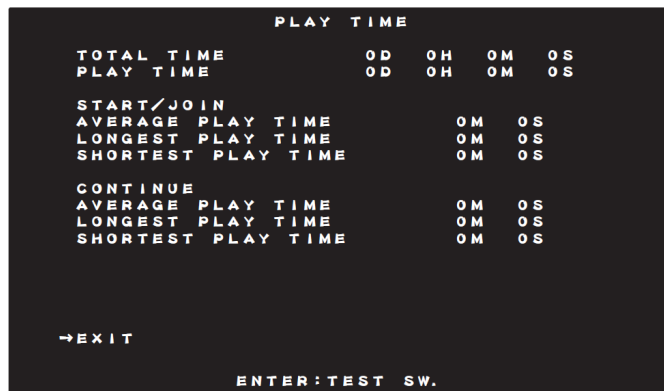 PLAY TIME
TOTAL TIME 0D 0H 0M 0S
PLAY TIME 0D 0H 0M 0S
START/JOIN
AVERAGE PLAY TIME 0M 0S
LONGEST PLAY TIME 0M 0S
SHORTEST PLAY TIME 0M 0S
CONTINUE
AVERAGE PLAY TIME 0M 0S
LONGEST PLAY TIME 0M 0S
SHORTEST PLAY TIME 0M 0S
→EXIT
ENTER:TEST SW.